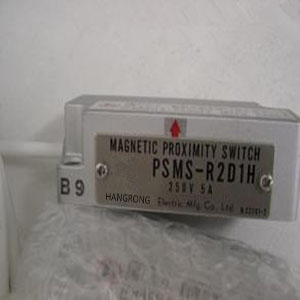 MAGNETIC PROXIMITY SWITCH
PSMS-R2D1H
250V 5A
B9
HANGRONG Electric Mfg Co., Ltd.